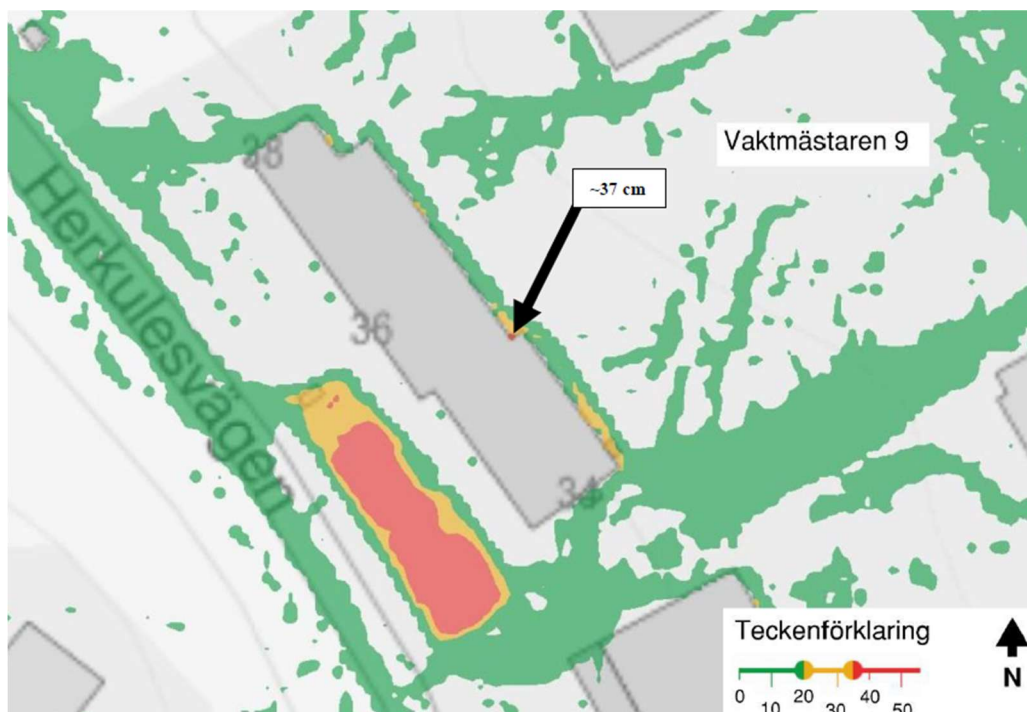 Vaktmästaren 9
~37 cm
38
36
34
Herkulesvägen
Teckenförklaring
0 10 20 30 40 50
N